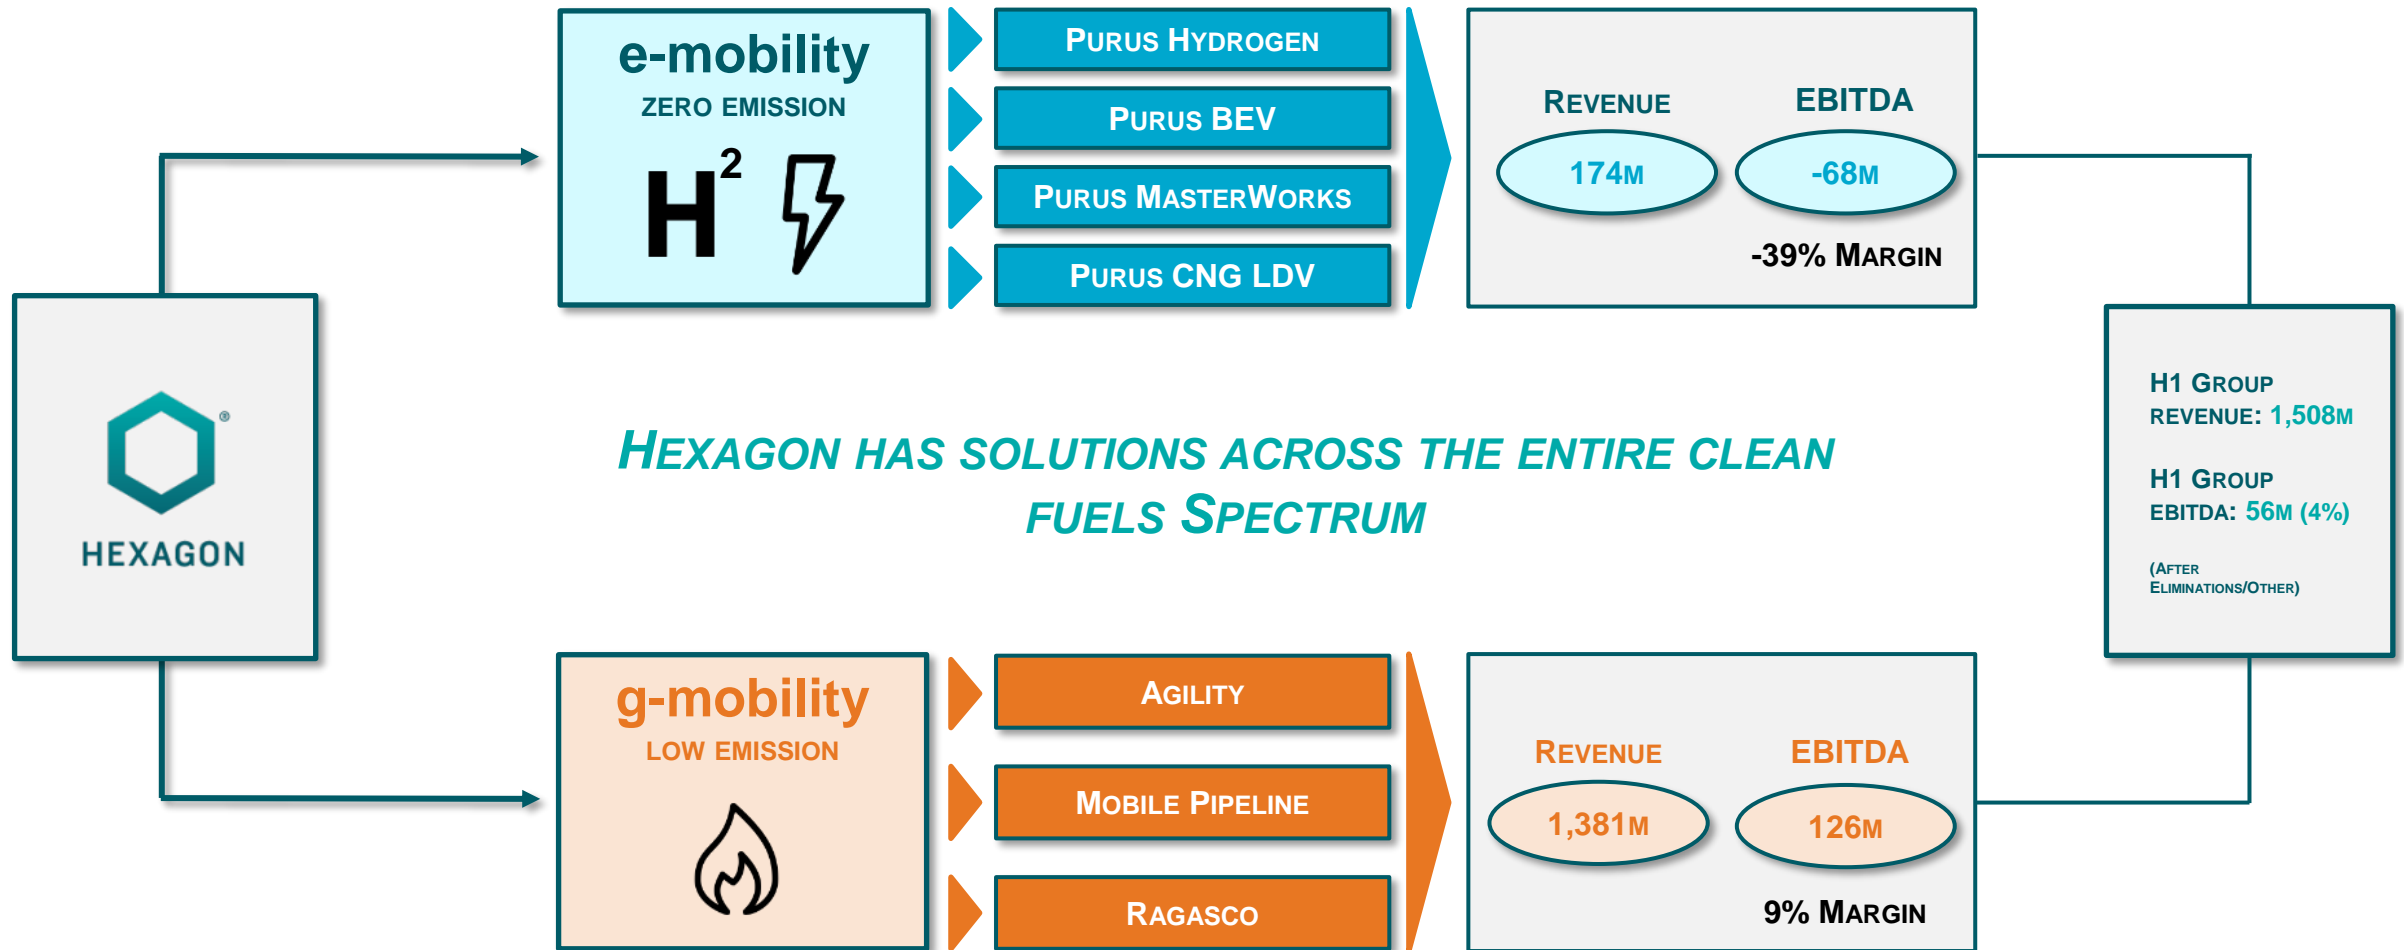 e-mobility
ZERO EMISSION
H2
PURUS HYDROGEN
PURUS BEV
PURUS MASTERWORKS
PURUS CNG LDV
REVENUE
EBITDA
174M
-68M
-39% MARGIN
®
HEXAGON
HEXAGON HAS SOLUTIONS ACROSS THE ENTIRE CLEAN
FUELS SPECTRUM
H1 GROUP
REVENUE: 1,508M
H1 GROUP
EBITDA: 56M (4%)
(AFTER
ELIMINATIONS/OTHER)
g-mobility
LOW EMISSION
AGILITY
MOBILE PIPELINE
RAGASCO
REVENUE
EBITDA
1,381M
126M
9% MARGIN